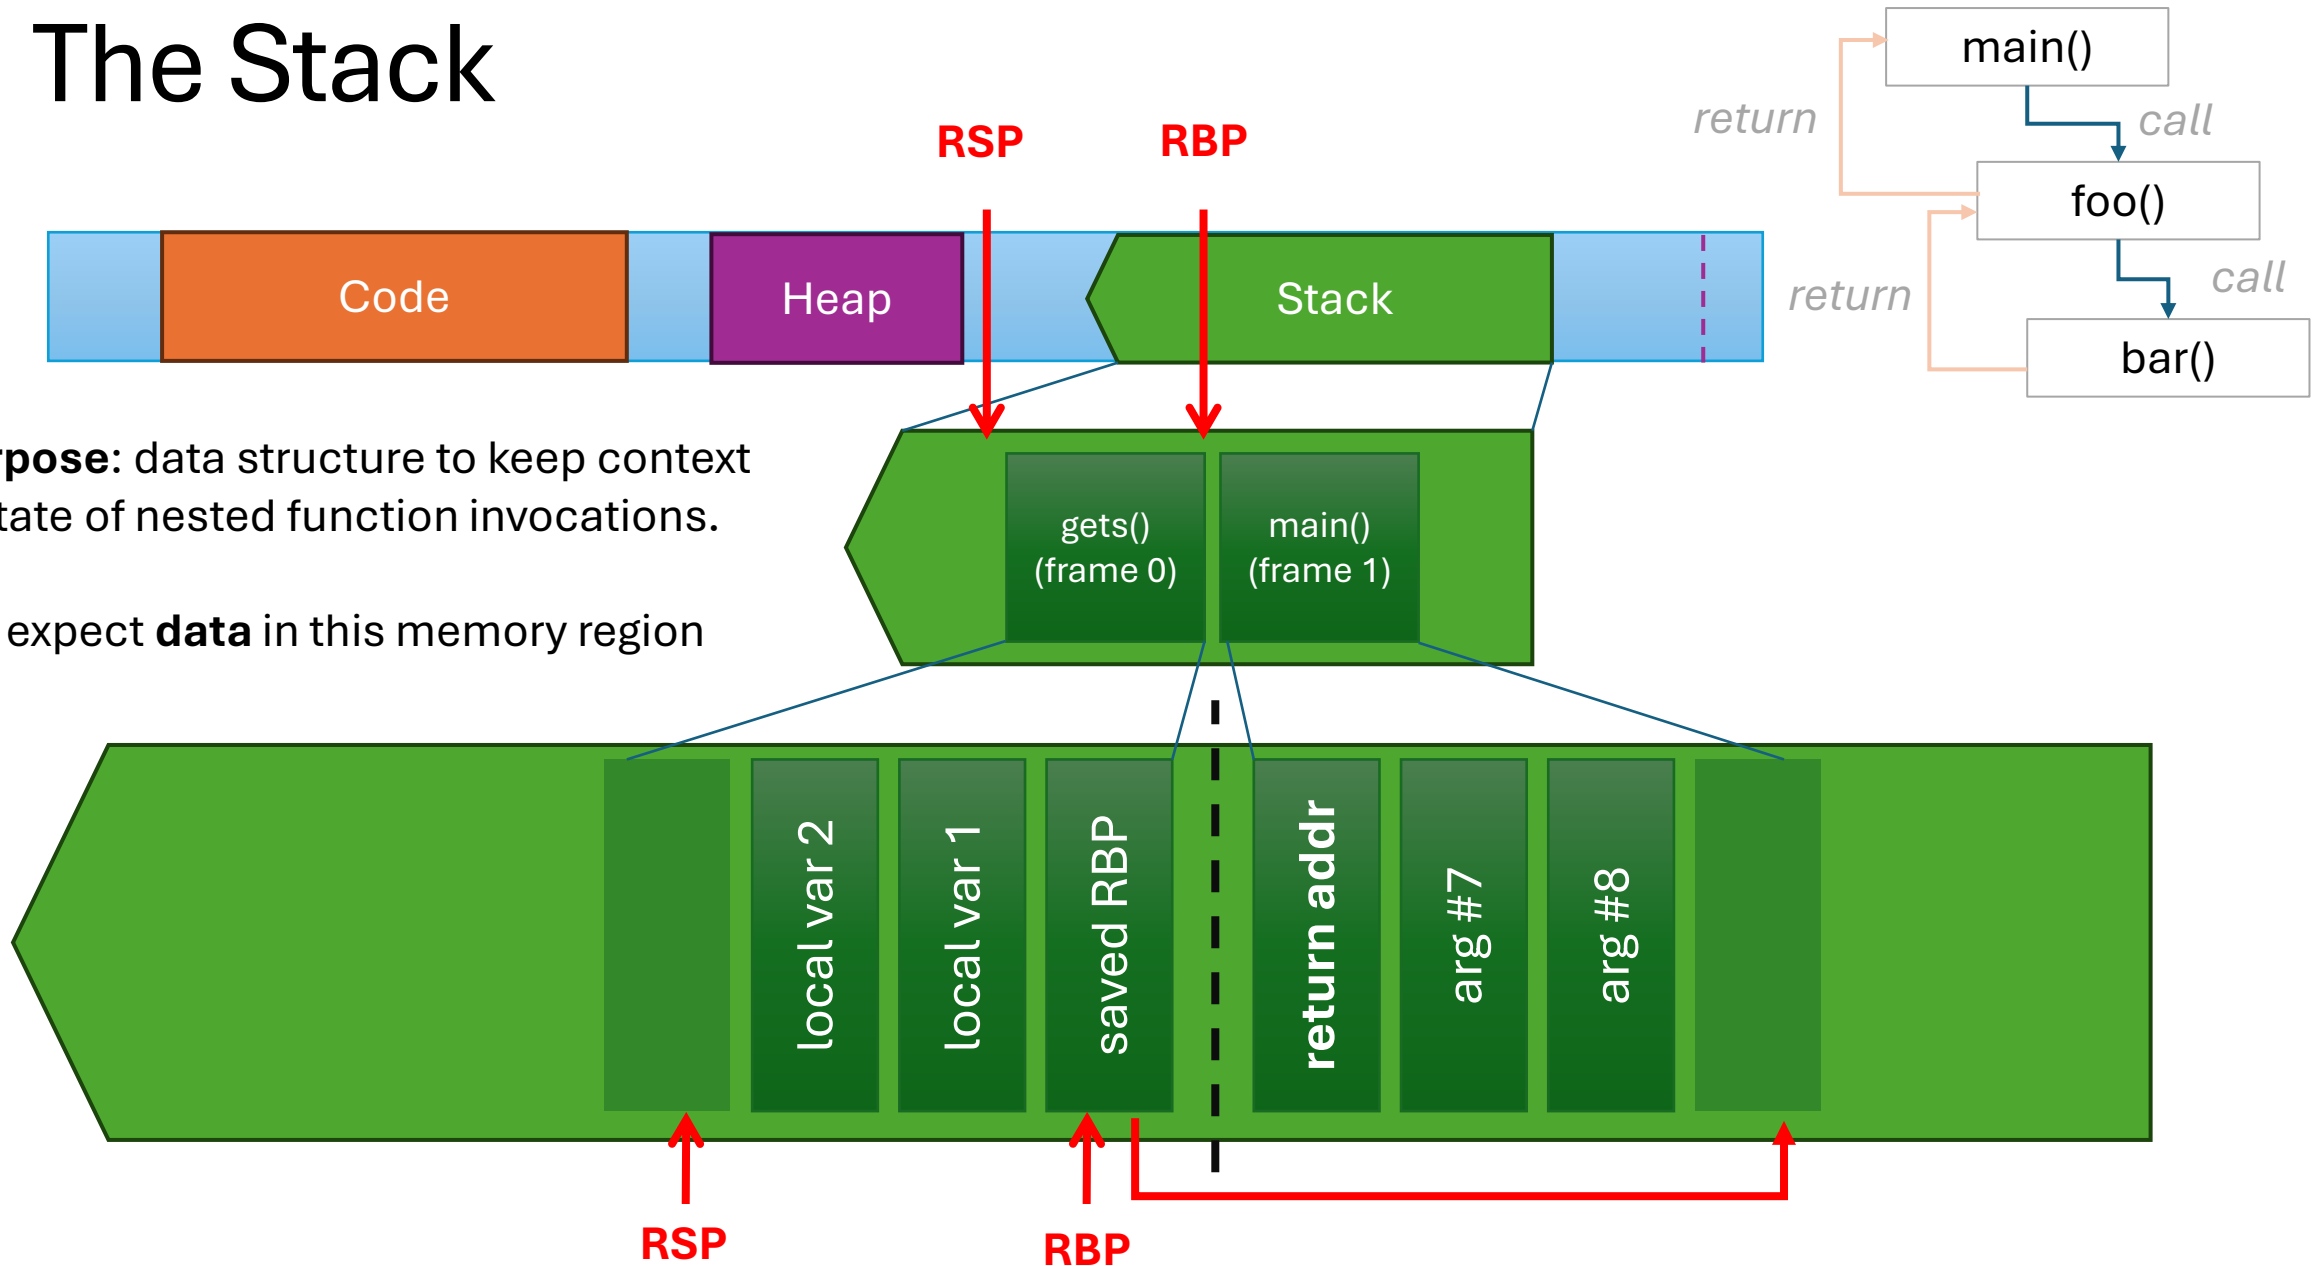 The Stack
main()
return
call
RSP
RBP
foo()
Code
Heap
Stack
return
call
bar()
rpose: data structure to keep context
tate of nested function invocations.
gets()
(frame 0)
main()
(frame 1)
expect data in this memory region
local var 2
local var 1
saved RBP
return addr
arg #7
arg #8
RSP
RBP